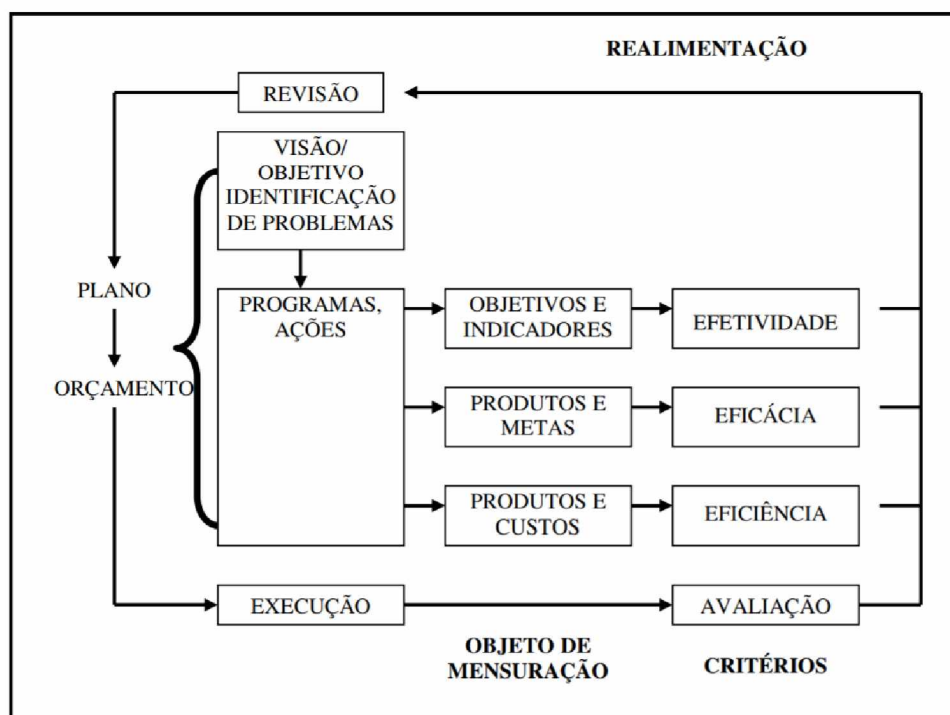 REALIMENTAÇÃO
REVISÃO
VISÃO/
OBJETIVO
IDENTIFICAÇÃO
DE PROBLEMAS
PLANO
PROGRAMAS,
AÇÕES
OBJETIVOS E
INDICADORES
EFETIVIDADE
ORÇAMENTO
PRODUTOS E
METAS
EFICÁCIA
PRODUTOS E
CUSTOS
EFICIÊNCIA
EXECUÇÃO
AVALIAÇÃO
OBJETO DE
MENSURAÇÃO
CRITÉRIOS